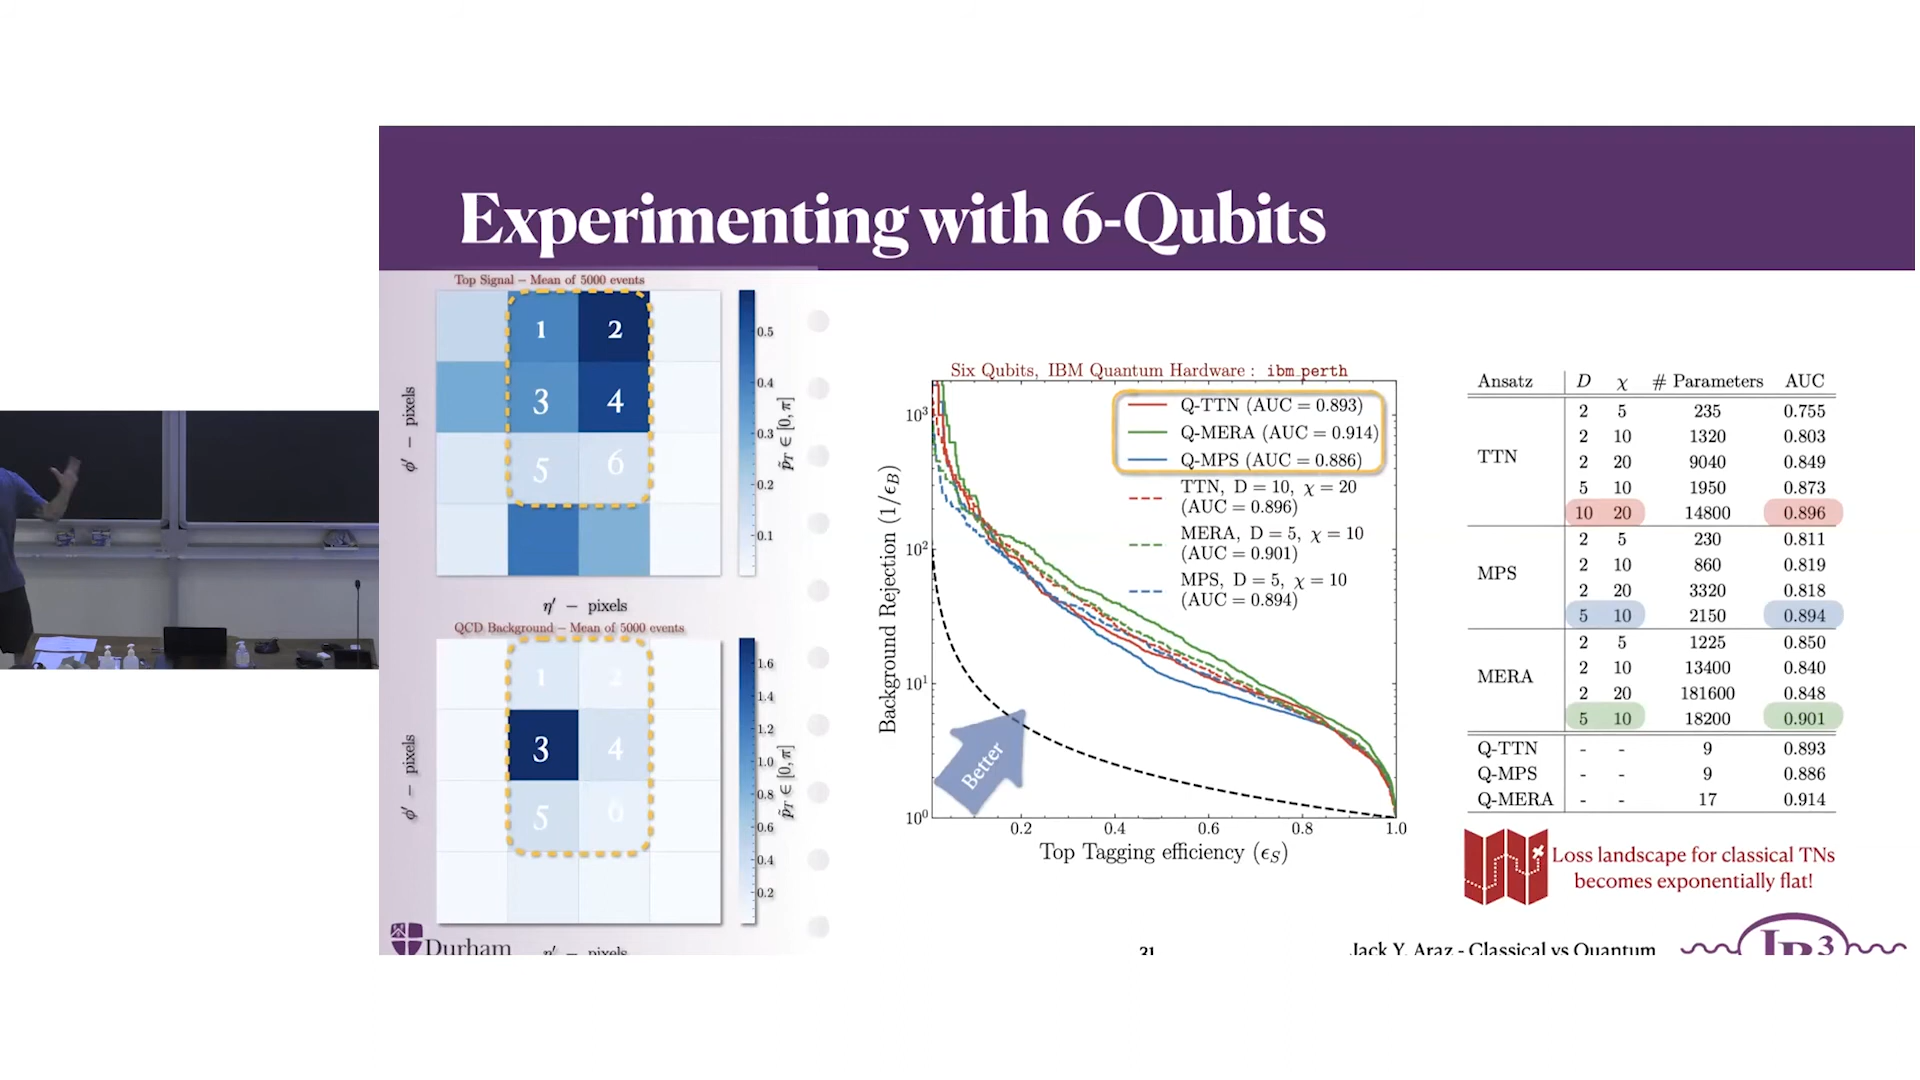 Experimenting with 6-Qubits
Top Signal – Mean of 5000 events
1 2
3 4
5 6
0.5
0.4
0.3
0.2
0.1
p̃_T ∈ [0, π]
ϕ′ – pixels
η′ – pixels
QCD Background – Mean of 5000 events
1 2
3 4
5 6
1.6
1.4
1.2
1.0
0.8
0.6
0.4
0.2
p̃_T ∈ [0, π]
ϕ′ – pixels
η′ – pixels
Six Qubits, IBM Quantum Hardware : ibm_perth
Q-TTN (AUC = 0.893)
Q-MERA (AUC = 0.914)
Q-MPS (AUC = 0.886)
TTN, D = 10, χ = 20
(AUC = 0.896)
MERA, D = 5, χ = 10
(AUC = 0.901)
MPS, D = 5, χ = 10
(AUC = 0.894)
Background Rejection (1/ϵ_B)
10³
10²
10¹
10⁰
Better
0.2 0.4 0.6 0.8 1.0
Top Tagging efficiency (ϵ_S)
Ansatz D χ # Parameters AUC
TTN
2 5 235 0.755
2 10 1320 0.803
2 20 9040 0.849
5 10 1950 0.873
10 20 14800 0.896
MPS
2 5 230 0.811
2 10 860 0.819
2 20 3320 0.818
5 10 2150 0.894
MERA
2 5 1225 0.850
2 10 13400 0.840
2 20 181600 0.848
5 10 18200 0.901
Q-TTN - - 9 0.893
Q-MPS - - 9 0.886
Q-MERA - - 17 0.914
Loss landscape for classical TNs
becomes exponentially flat!
Durham
31
Jack Y. Araz - Classical vs Quantum
IP3